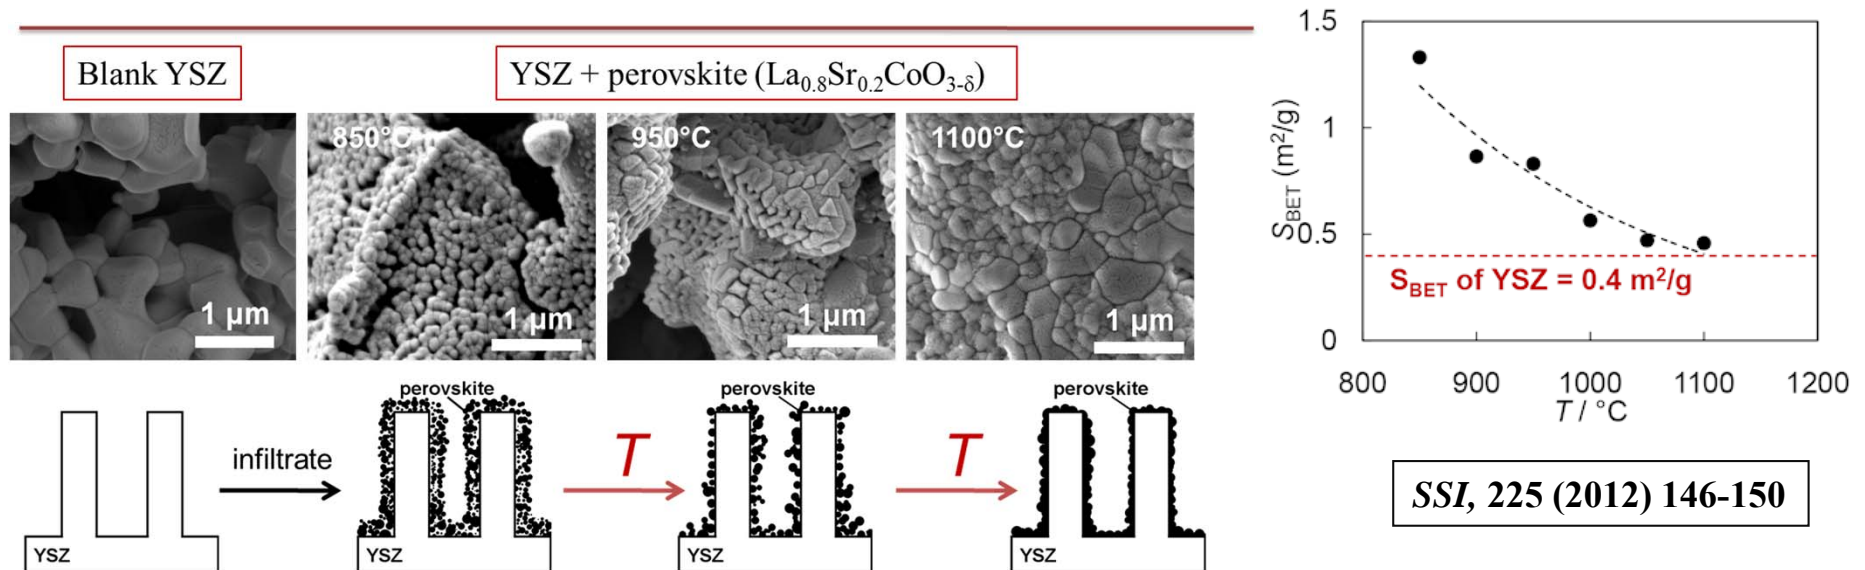 Blank YSZ
YSZ + perovskite (La₀.₈Sr₀.₂CoO₃₋δ)
850°C
950°C
1100°C
1 μm
1 μm
1 μm
1 μm
perovskite
perovskite
perovskite
infiltrate
T
T
YSZ
YSZ
YSZ
YSZ
1.5
1
0.5
0
S_BET (m²/g)
S_BET of YSZ = 0.4 m²/g
800
900
1000
1100
1200
T / °C
SSI, 225 (2012) 146-150